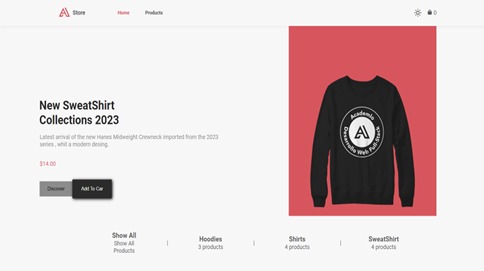 Store
Home
Products
0
New SweatShirt
Collections 2023
Latest arrival of the new Hanes Midweight Crewneck imported from the 2023
series , whit a modern desing.
$14.00
Discover
Add To Car
Academlo
Desarrollo Web Full-Stack
Show All
Show All
Products
|
Hoodies
3 products
|
Shirts
4 products
|
SweatShirt
4 products